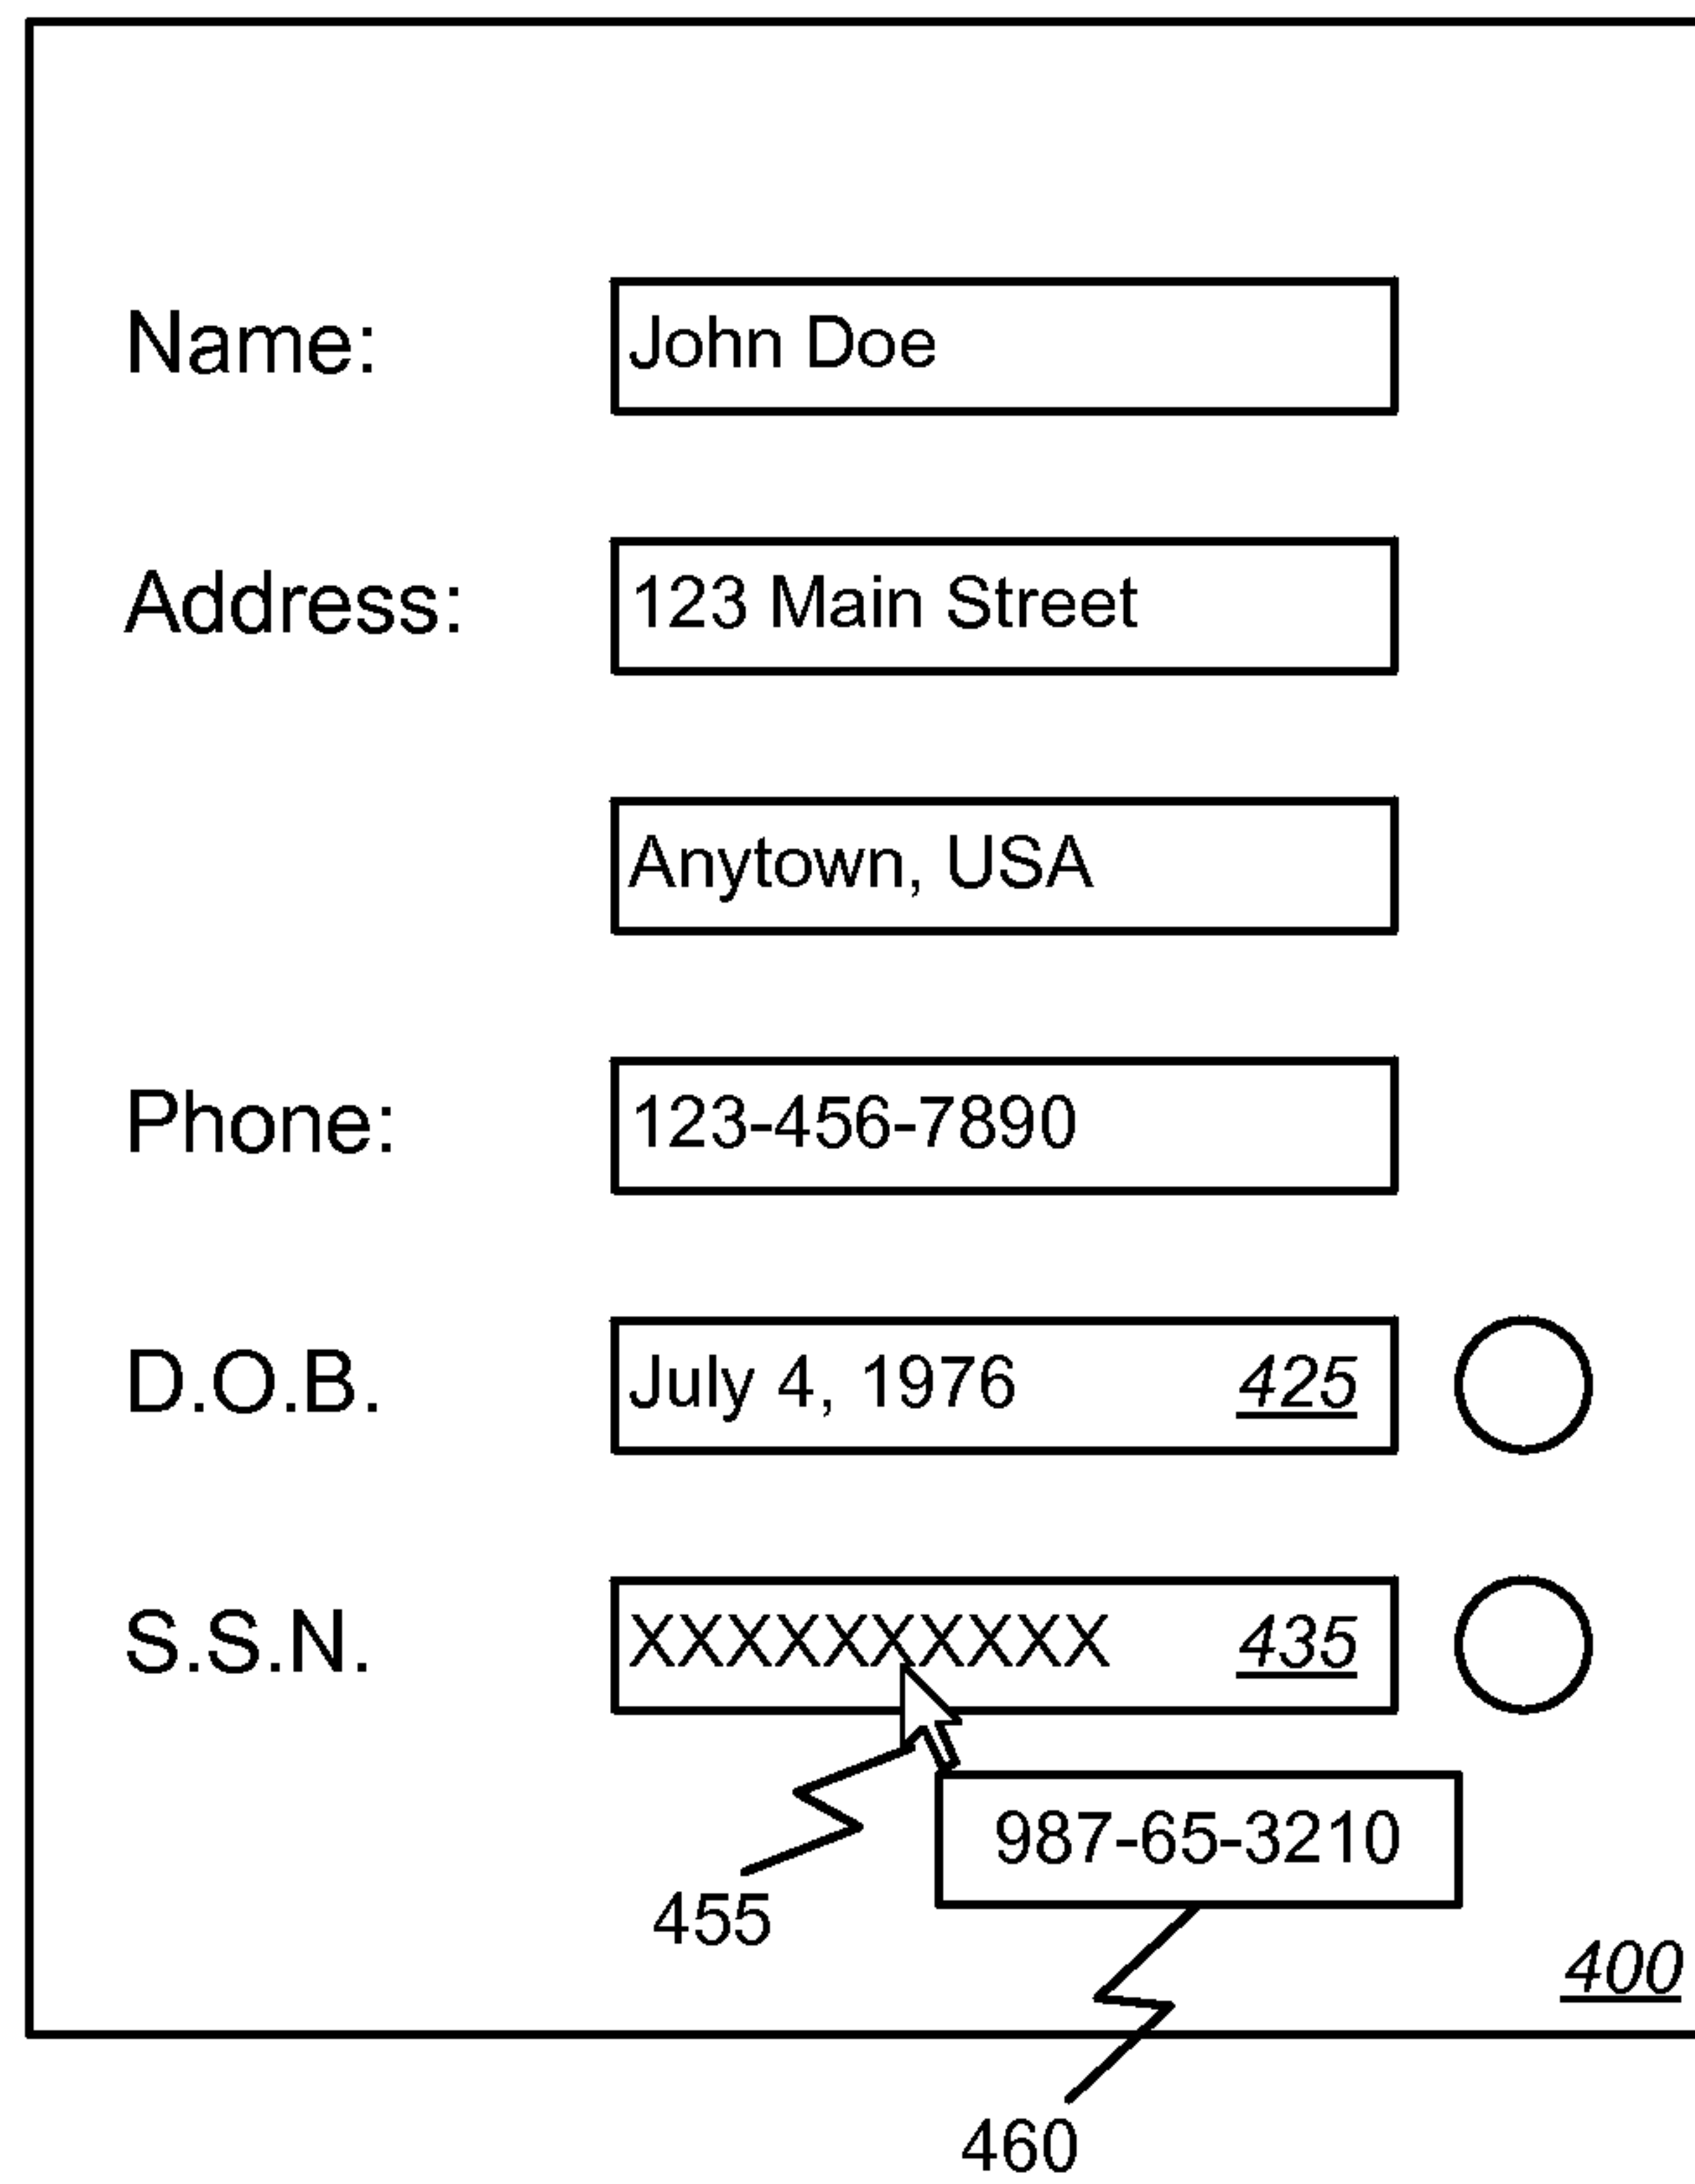 Name: John Doe
Address: 123 Main Street
Anytown, USA
Phone: 123-456-7890
D.O.B. July 4, 1976 425
S.S.N. XXXXXXXXXX 435
987-65-3210
455
400
460